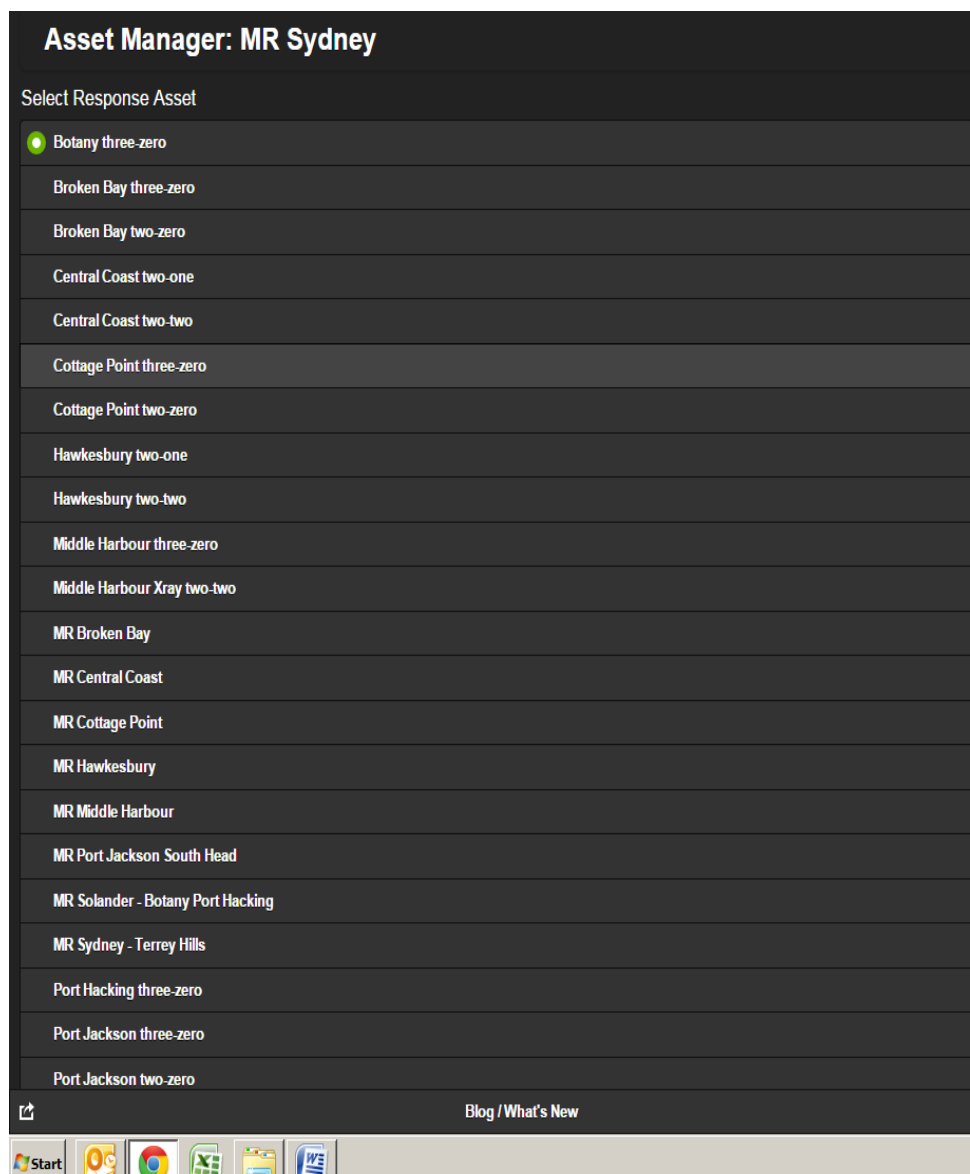 Asset Manager: MR Sydney
Select Response Asset
Botany three-zero
Broken Bay three-zero
Broken Bay two-zero
Central Coast two-one
Central Coast two-two
Cottage Point three-zero
Cottage Point two-zero
Hawkesbury two-one
Hawkesbury two-two
Middle Harbour three-zero
Middle Harbour Xray two-two
MR Broken Bay
MR Central Coast
MR Cottage Point
MR Hawkesbury
MR Middle Harbour
MR Port Jackson South Head
MR Solander - Botany Port Hacking
MR Sydney - Terrey Hills
Port Hacking three-zero
Port Jackson three-zero
Port Jackson two-zero
Blog / What's New
Start